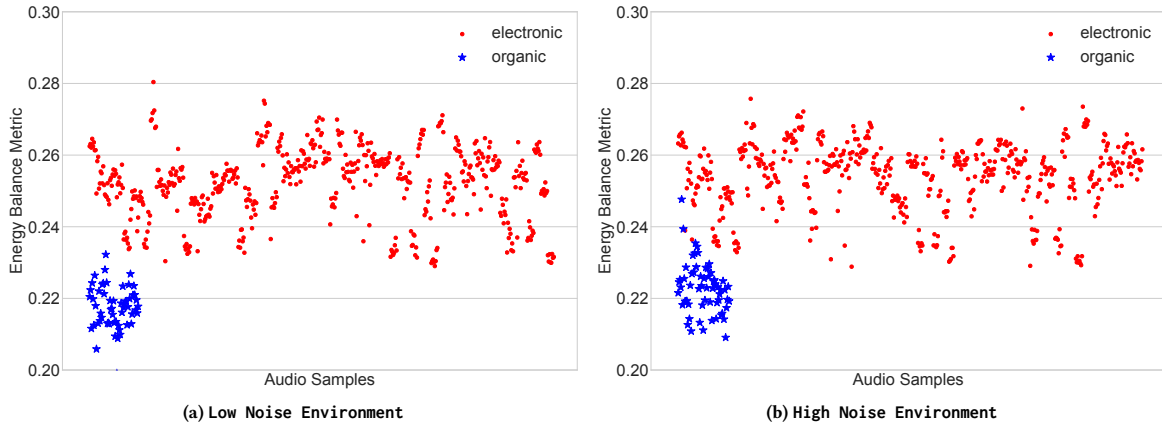 0.30
0.28
0.26
0.24
0.22
0.20
Energy Balance Metric
electronic
organic
Audio Samples
(a) Low Noise Environment
0.30
0.28
0.26
0.24
0.22
0.20
Energy Balance Metric
electronic
organic
Audio Samples
(b) High Noise Environment